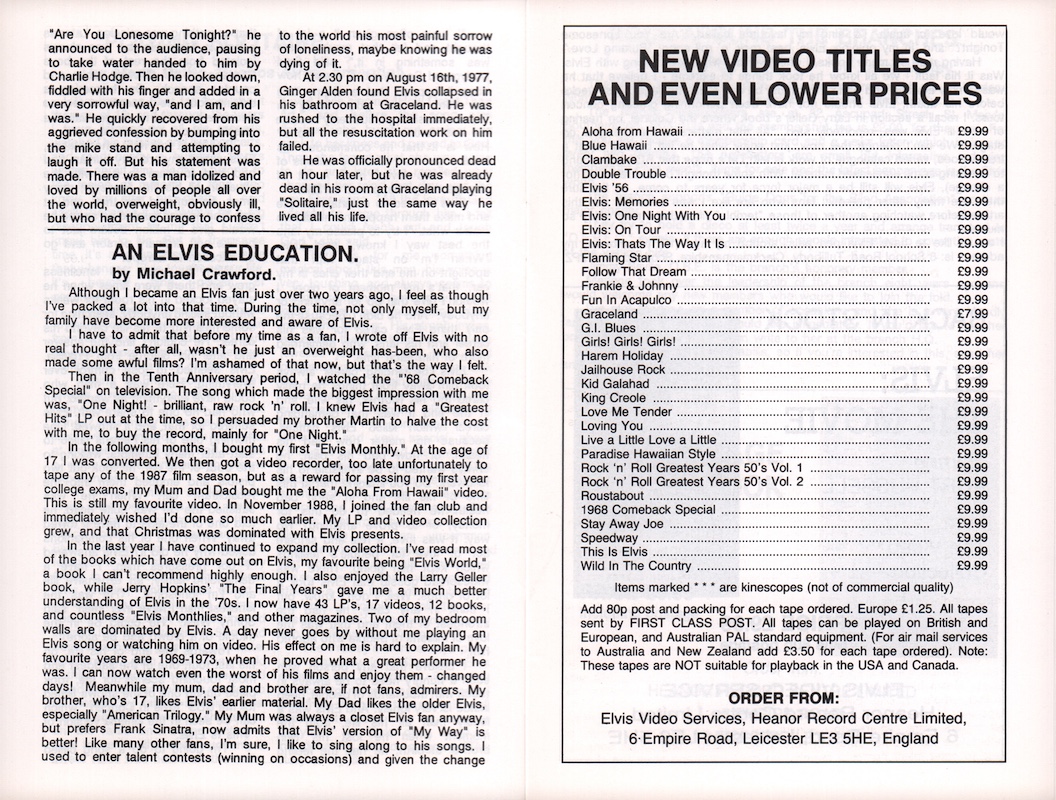 "Are You Lonesome Tonight?" he
announced to the audience, pausing
to take water handed to him by
Charlie Hodge. Then he looked down,
fiddled with his finger and added in a
very sorrowful way, "and I am, and I
was." He quickly recovered from his
aggrieved confession by bumping into
the mike stand and attempting to
laugh it off. But his statement was
made. There was a man idolized and
loved by millions of people all over
the world, overweight, obviously ill,
but who had the courage to confess
to the world his most painful sorrow
of loneliness, maybe knowing he was
dying of it.
At 2.30 pm on August 16th, 1977,
Ginger Alden found Elvis collapsed in
his bathroom at Graceland. He was
rushed to the hospital immediately,
but all the resuscitation work on him
failed.
He was officially pronounced dead
an hour later, but he was already
dead in his room at Graceland playing
"Solitaire," just the same way he
lived all his life.
AN ELVIS EDUCATION.
by Michael Crawford.
Although I became an Elvis fan just over two years ago, I feel as though
I've packed a lot into that time. During the time, not only myself, but my
family have become more interested and aware of Elvis.
I have to admit that before my time as a fan, I wrote off Elvis with no
real thought - after all, wasn't he just an overweight has-been, who also
made some awful films? I'm ashamed of that now, but that's the way I felt.
Then in the Tenth Anniversary period, I watched the "'68 Comeback
Special" on television. The song which made the biggest impression with me
was, "One Night! - brilliant, raw rock 'n' roll. I knew Elvis had a "Greatest
Hits" LP out at the time, so I persuaded my brother Martin to halve the cost
with me, to buy the record, mainly for "One Night."
In the following months, I bought my first "Elvis Monthly." At the age of
17 I was converted. We then got a video recorder, too late unfortunately to
tape any of the 1987 film season, but as a reward for passing my first year
college exams, my Mum and Dad bought me the "Aloha From Hawaii" video.
This is still my favourite video. In November 1988, I joined the fan club and
immediately wished I'd done so much earlier. My LP and video collection
grew, and that Christmas was dominated with Elvis presents.
In the last year I have continued to expand my collection. I've read most
of the books which have come out on Elvis, my favourite being "Elvis World,"
a book I can't recommend highly enough. I also enjoyed the Larry Geller
book, while Jerry Hopkins' "The Final Years" gave me a much better
understanding of Elvis in the '70s. I now have 43 LP's, 17 videos, 12 books,
and countless "Elvis Monthlies," and other magazines. Two of my bedroom
walls are dominated by Elvis. A day never goes by without me playing an
Elvis song or watching him on video. His effect on me is hard to explain. My
favourite years are 1969-1973, when he proved what a great performer he
was. I can now watch even the worst of his films and enjoy them - changed
days! Meanwhile my mum, dad and brother are, if not fans, admirers. My
brother, who's 17, likes Elvis' earlier material. My Dad likes the older Elvis,
especially "American Trilogy." My Mum was always a closet Elvis fan anyway,
but prefers Frank Sinatra, now admits that Elvis' version of "My Way" is
better! Like many other fans, I'm sure, I like to sing along to his songs. I
used to enter talent contests (winning on occasions) and given the change
NEW VIDEO TITLES
AND EVEN LOWER PRICES
Aloha from Hawaii £9.99
Blue Hawaii £9.99
Clambake £9.99
Double Trouble £9.99
Elvis '56 £9.99
Elvis: Memories £9.99
Elvis: One Night With You £9.99
Elvis: On Tour £9.99
Elvis: Thats The Way It Is £9.99
Flaming Star £9.99
Follow That Dream £9.99
Frankie & Johnny £9.99
Fun In Acapulco £9.99
Graceland £7.99
G.I. Blues £9.99
Girls! Girls! Girls! £9.99
Harem Holiday £9.99
Jailhouse Rock £9.99
Kid Galahad £9.99
King Creole £9.99
Love Me Tender £9.99
Loving You £9.99
Live a Little Love a Little £9.99
Paradise Hawaiian Style £9.99
Rock 'n' Roll Greatest Years 50's Vol. 1 £9.99
Rock 'n' Roll Greatest Years 50's Vol. 2 £9.99
Roustabout £9.99
1968 Comeback Special £9.99
Stay Away Joe £9.99
Speedway £9.99
This Is Elvis £9.99
Wild In The Country £9.99
Items marked * * * are kinescopes (not of commercial quality)
Add 80p post and packing for each tape ordered. Europe £1.25. All tapes
sent by FIRST CLASS POST. All tapes can be played on British and
European, and Australian PAL standard equipment. (For air mail services
to Australia and New Zealand add £3.50 for each tape ordered). Note:
These tapes are NOT suitable for playback in the USA and Canada.
ORDER FROM:
Elvis Video Services, Heanor Record Centre Limited,
6 Empire Road, Leicester LE3 5HE, England